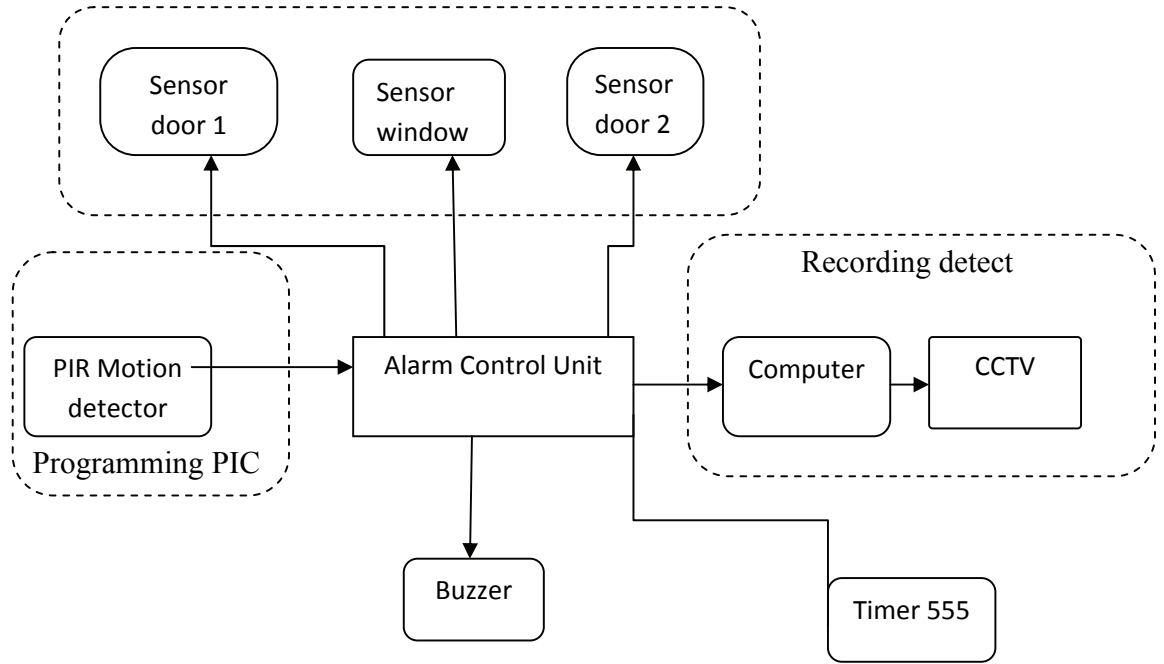 Sensor
door 1
Sensor
window
Sensor
door 2
Recording detect
PIR Motion
detector
Programming PIC
Alarm Control Unit
Computer
CCTV
Buzzer
Timer 555